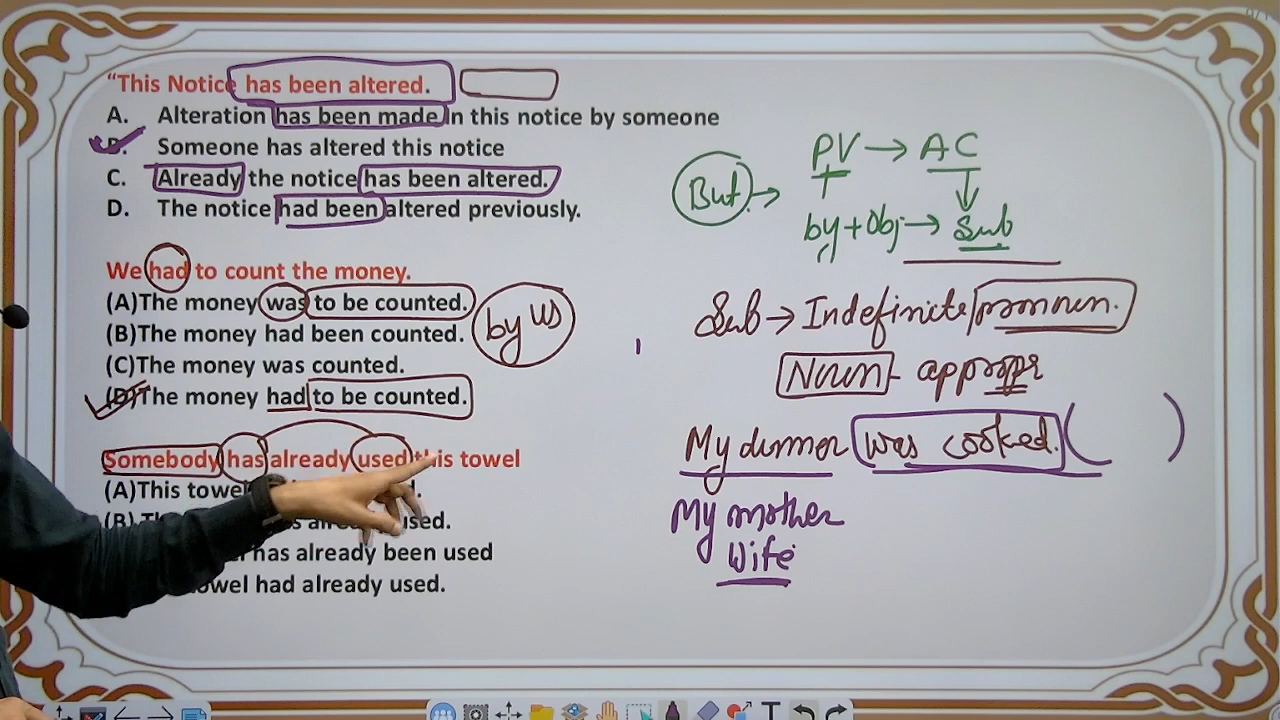 “This Notice has been altered.
A. Alteration has been made in this notice by someone
B. Someone has altered this notice
C. Already the notice has been altered.
D. The notice had been altered previously.
We had to count the money.
(A)The money was to be counted.
(B)The money had been counted.
(C)The money was counted.
(D)The money had to be counted.
by us
Somebody has already used this towel
(A)This towel
(B) used.
has already been used
towel had already used.
But →
PV → AC
by + Obj → Sub
Sub → Indefinite/pronoun.
Noun - appropr
My dinner was cooked. ( )
My mother
Wife
T